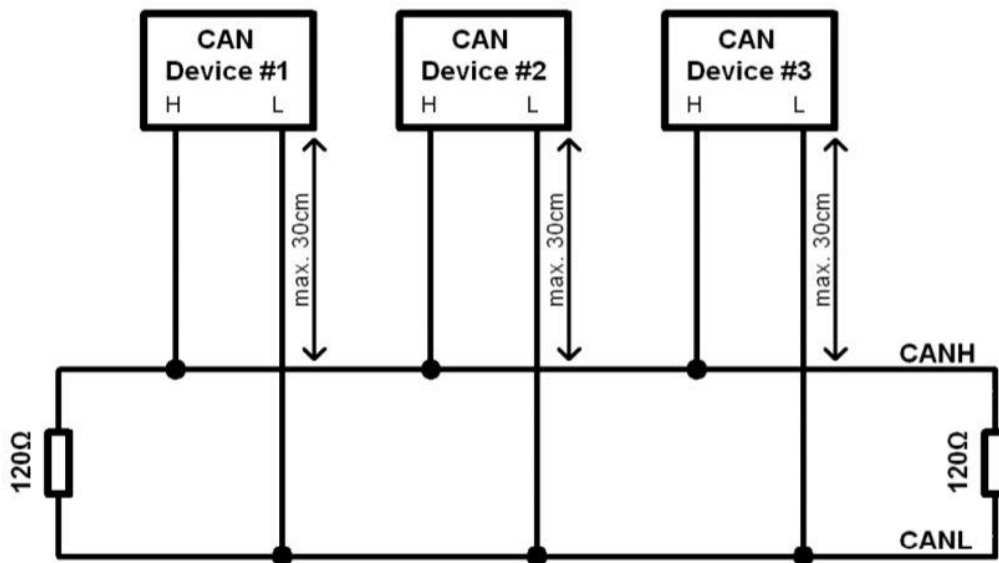 CAN
Device #1
H L
CAN
Device #2
H L
CAN
Device #3
H L
max. 30cm
max. 30cm
max. 30cm
CANH
120Ω
120Ω
CANL